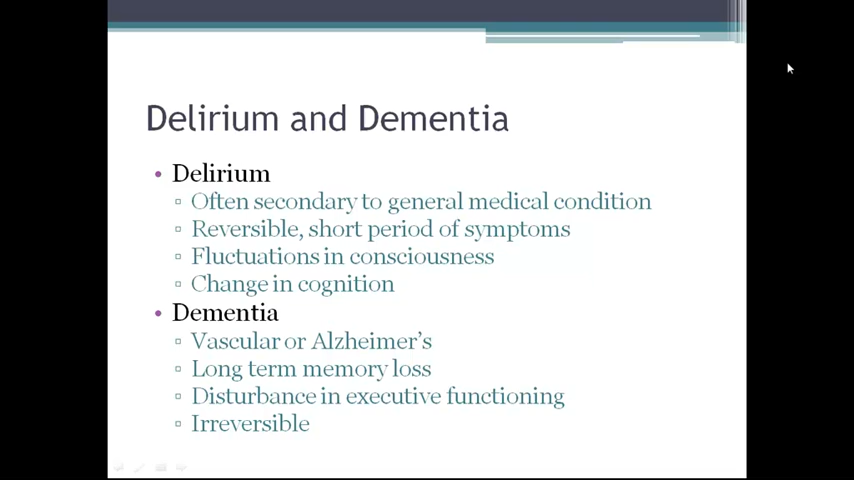 Delirium and Dementia
• Delirium
▫ Often secondary to general medical condition
▫ Reversible, short period of symptoms
▫ Fluctuations in consciousness
▫ Change in cognition
• Dementia
▫ Vascular or Alzheimer's
▫ Long term memory loss
▫ Disturbance in executive functioning
▫ Irreversible